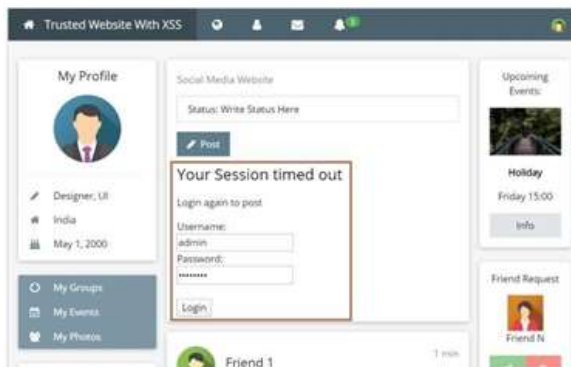 Trusted Website With XSS
My Profile
Designer, UI
India
May 1, 2000
My Groups
My Events
My Photos
Social Media Website
Status: Write Status Here
Post
Your Session timed out
Login again to post
Username:
admin
Password:
••••••••
Login
Friend 1
1 min
Upcoming
Events:
Holiday
Friday 15:00
Info
Friend Request
Friend N